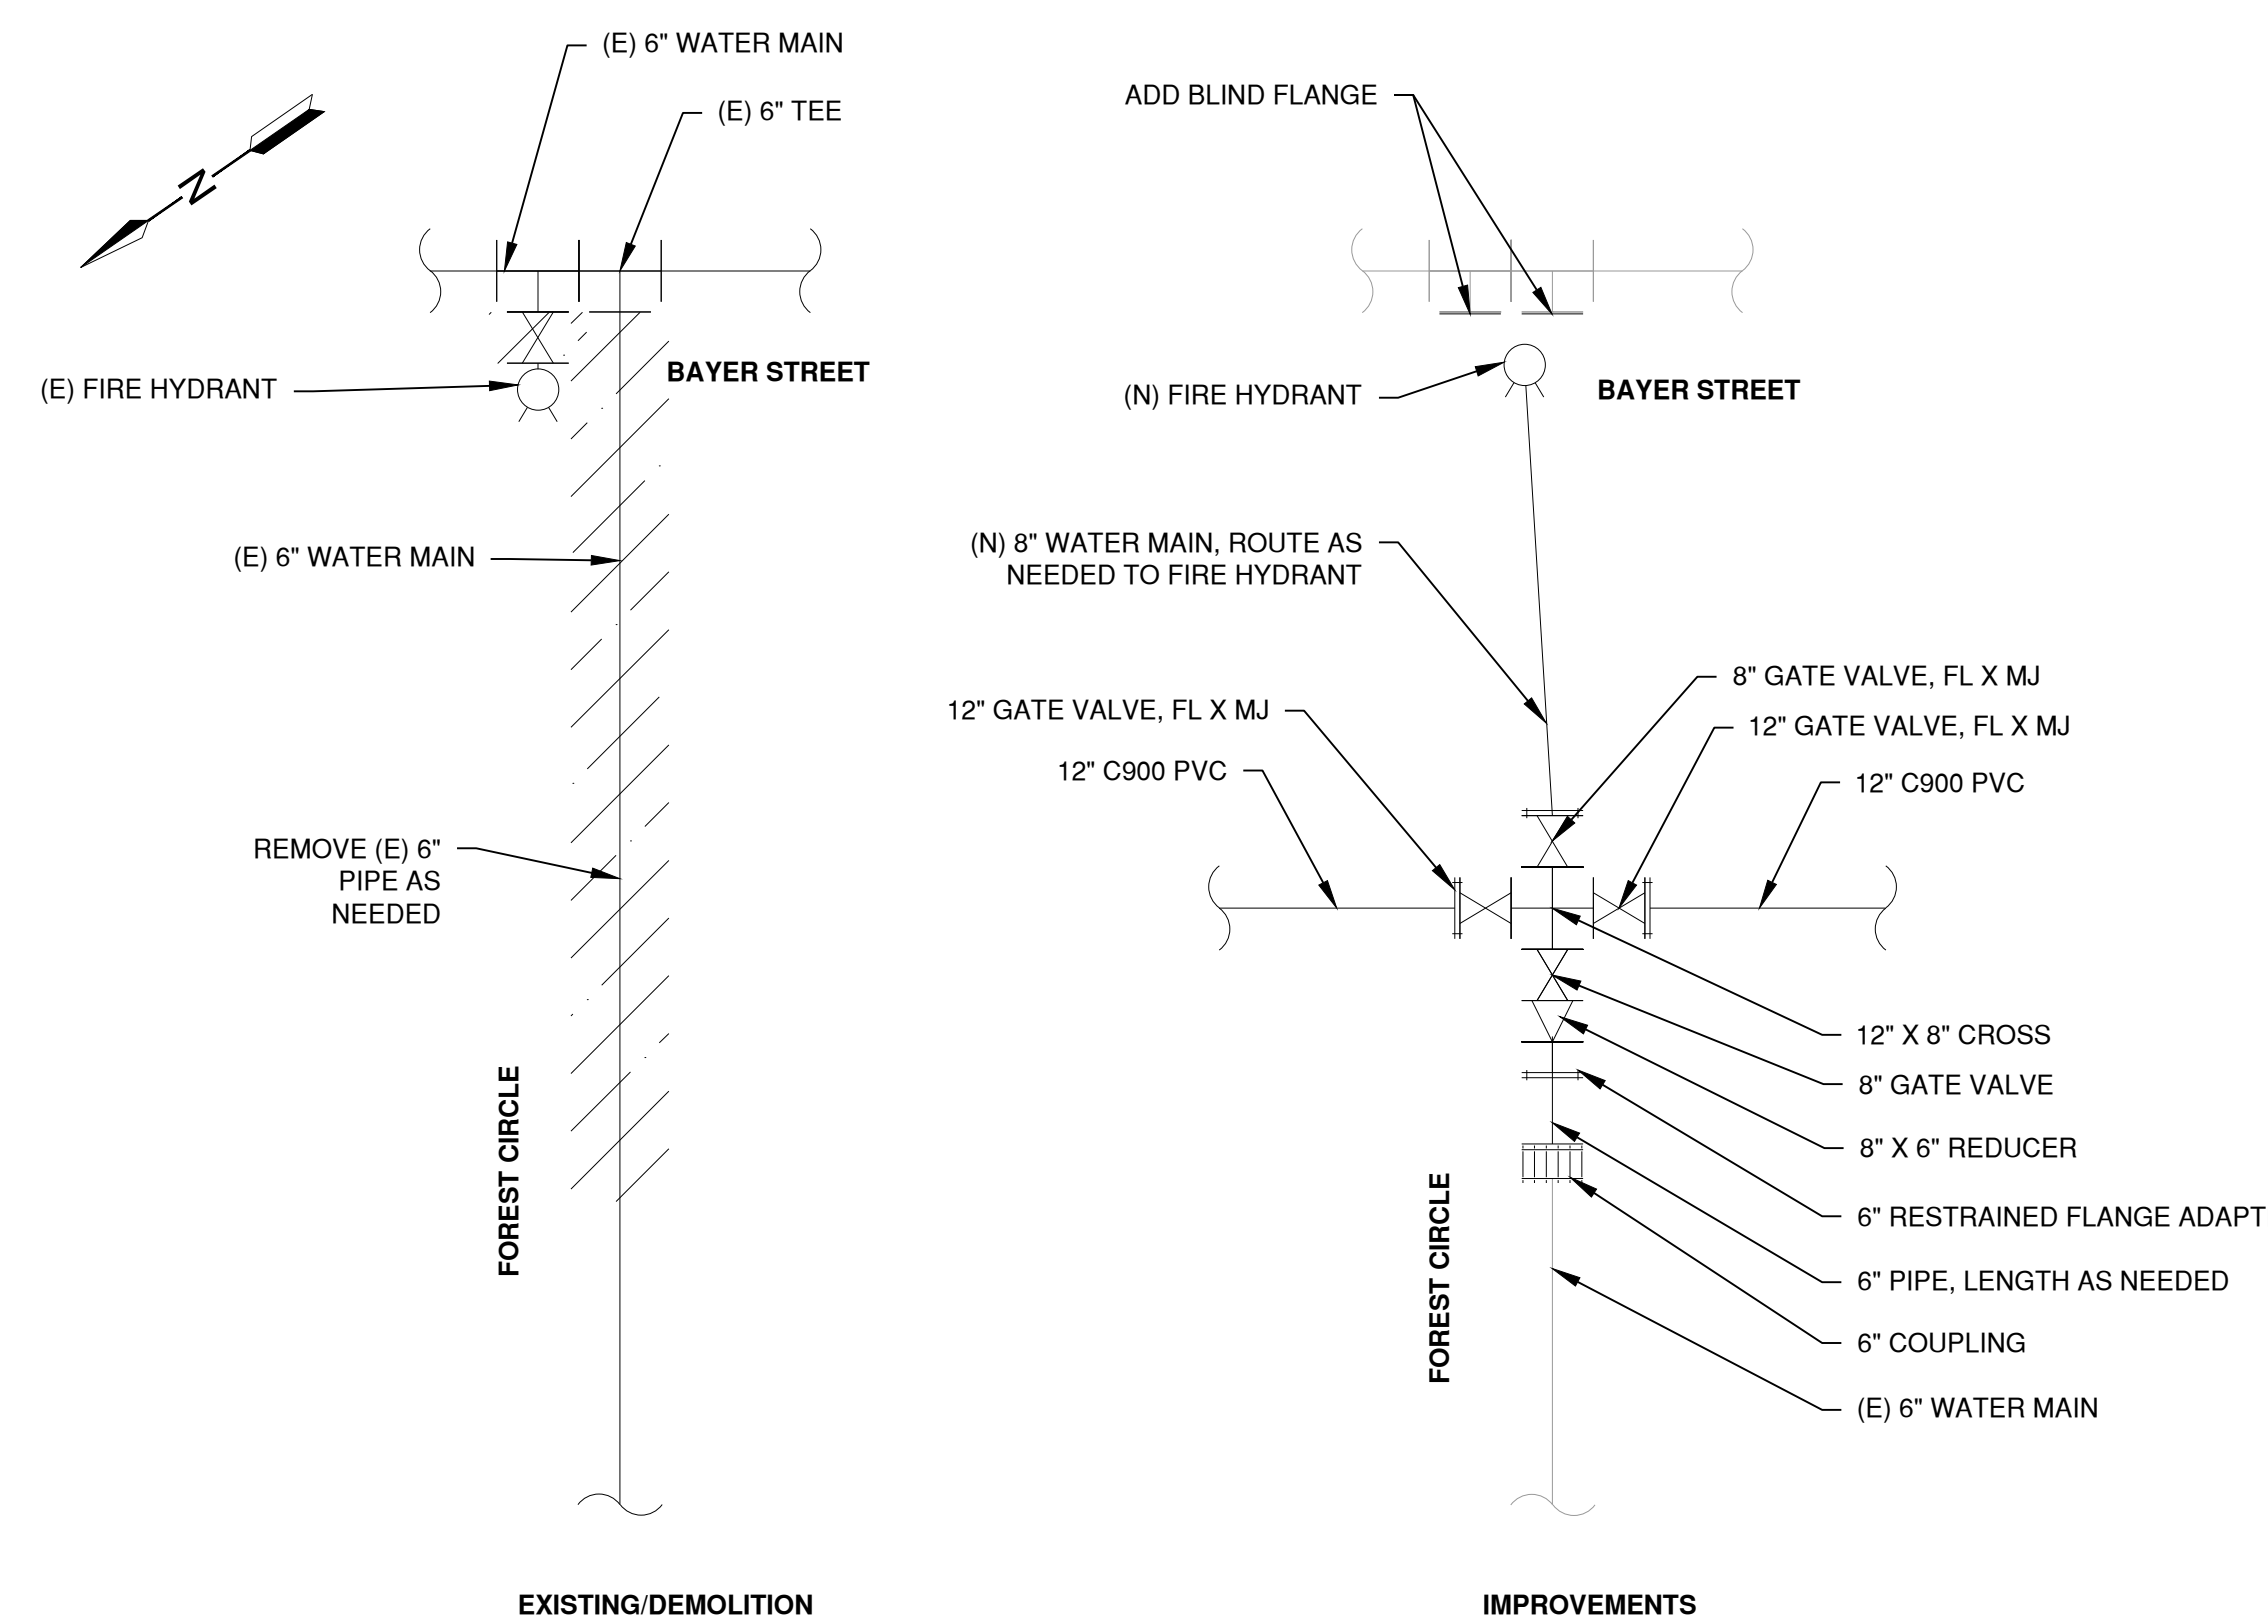 (E) 6" WATER MAIN
(E) 6" TEE
N
BAYER STREET
(E) FIRE HYDRANT
(E) 6" WATER MAIN
REMOVE (E) 6"
PIPE AS
NEEDED
FOREST CIRCLE
EXISTING/DEMOLITION
ADD BLIND FLANGE
(N) FIRE HYDRANT
BAYER STREET
(N) 8" WATER MAIN, ROUTE AS
NEEDED TO FIRE HYDRANT
8" GATE VALVE, FL X MJ
12" GATE VALVE, FL X MJ
12" GATE VALVE, FL X MJ
12" C900 PVC
12" C900 PVC
12" X 8" CROSS
8" GATE VALVE
8" X 6" REDUCER
6" RESTRAINED FLANGE ADAPT
6" PIPE, LENGTH AS NEEDED
6" COUPLING
(E) 6" WATER MAIN
FOREST CIRCLE
IMPROVEMENTS